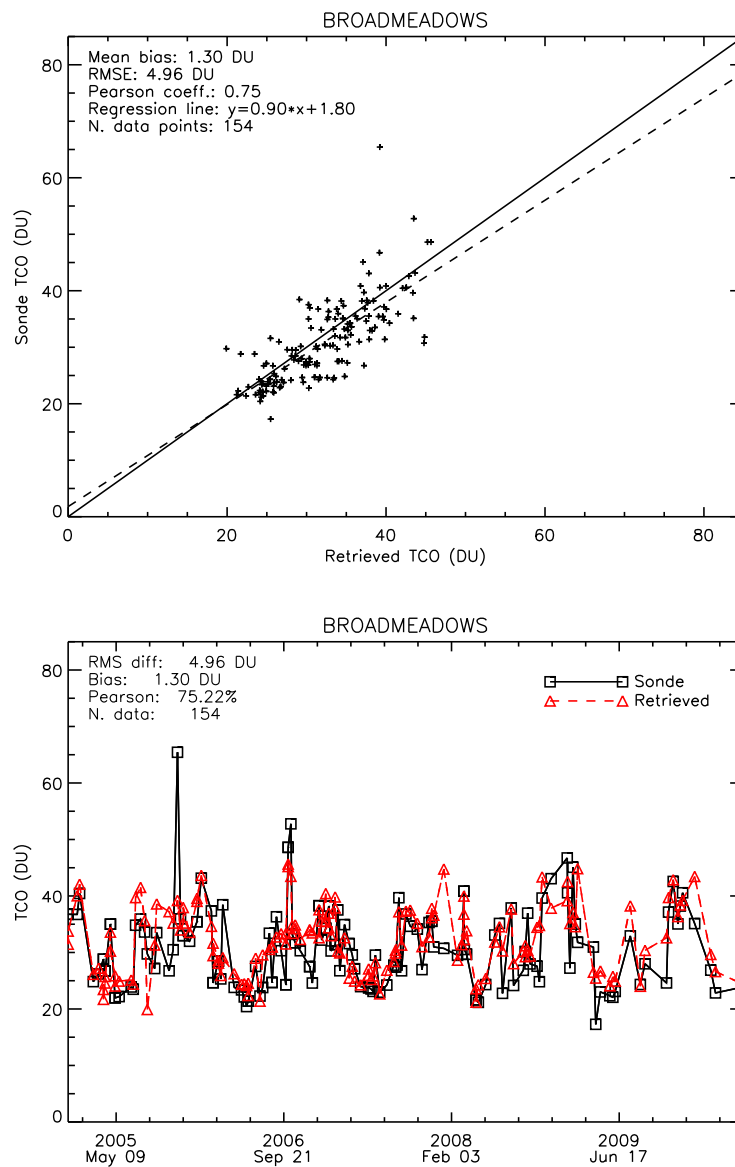 BROADMEADOWS
Mean bias: 1.30 DU
RMSE: 4.96 DU
Pearson coeff.: 0.75
Regression line: y=0.90*x+1.80
N. data points: 154
80
60
40
20
0
Sonde TCO (DU)
0 20 40 60 80
Retrieved TCO (DU)
BROADMEADOWS
RMS diff: 4.96 DU
Bias: 1.30 DU
Pearson: 75.22%
N. data: 154
Sonde
Retrieved
80
60
40
20
0
TCO (DU)
2005 2006 2008 2009
May 09 Sep 21 Feb 03 Jun 17